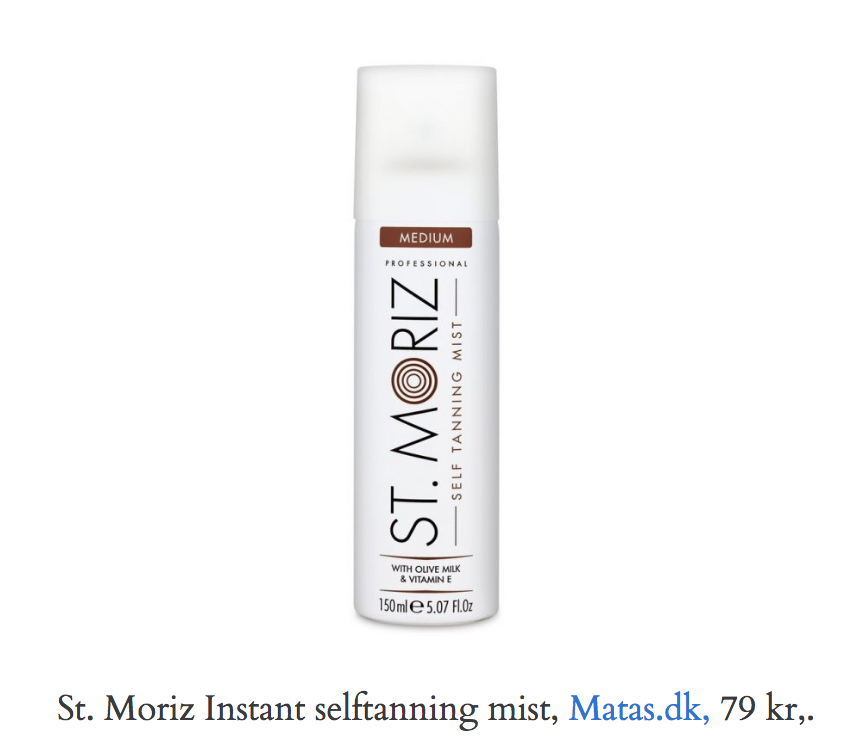 MEDIUM
PROFESSIONAL
ST. MORIZ
SELF TANNING MIST
WITH OLIVE MILK
& VITAMIN E
150ml e 5.07 Fl.Oz
St. Moriz Instant selftanning mist, Matas.dk, 79 kr,.